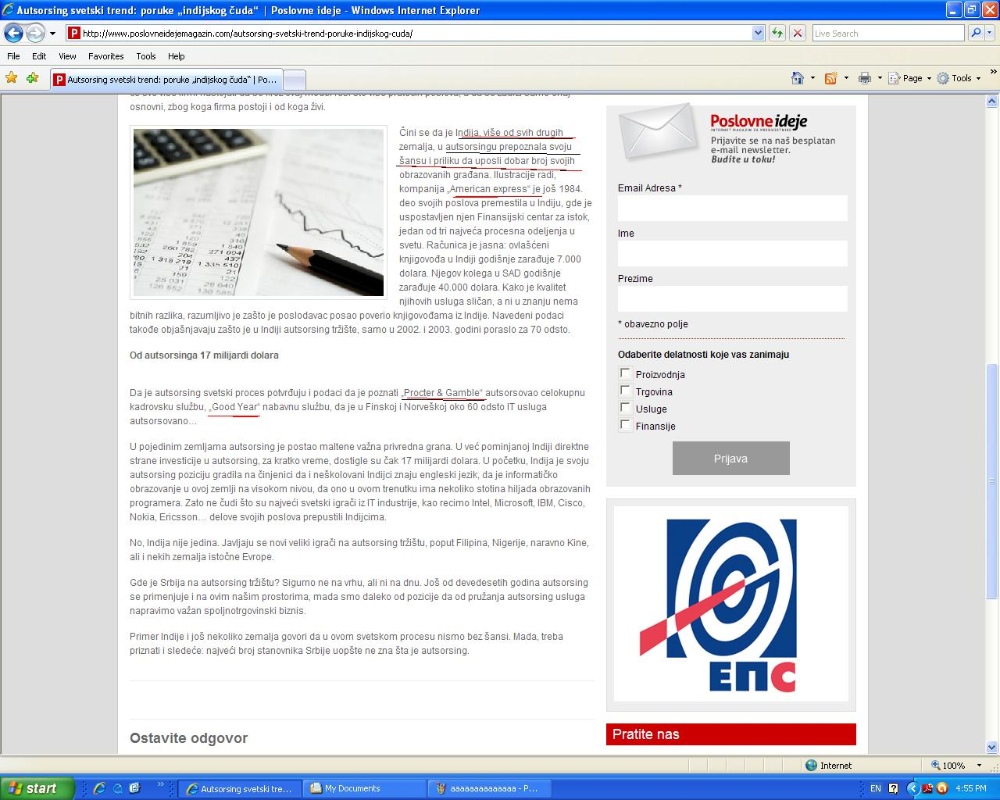 Autsorsing svetski trend: poruke „indijskog čuda“ | Poslovne ideje - Windows Internet Explorer
http://www.poslovneidejemagazin.com/autsorsing-svetski-trend-poruke-indijskog-cuda/
Live Search
File Edit View Favorites Tools Help
Autsorsing svetski trend: poruke „indijskog čuda“ | Po...
Page Tools
osnovni, zbog koga firma postoji i od koga živi.
Čini se da je Indija, više od svih drugih
zemalja, u autsorsingu prepoznala svoju
šansu i priliku da uposli dobar broj svojih
obrazovanih građana. Ilustracije radi,
kompanija „American express“ je još 1984.
deo svojih poslova premestila u Indiju, gde je
uspostavljen njen Finansijski centar za istok,
jedan od tri najveća procesna odeljenja u
svetu. Računica je jasna: ovlašćeni
knjigovođa u Indiji godišnje zarađuje 7.000
dolara. Njegov kolega u SAD godišnje
zarađuje 40.000 dolara. Kako je kvalitet
njihovih usluga sličan, a ni u znanju nema
bitnih razlika, razumljivo je zašto je poslodavac posao poverio knjigovođama iz Indije. Navedeni podaci
takođe objašnjavaju zašto je u Indiji autsorsing tržište, samo u 2002. i 2003. godini poraslo za 70 odsto.
Od autsorsinga 17 milijardi dolara
Da je autsorsing svetski proces potvrđuju i podaci da je poznati „Procter & Gamble“ autsorsovao celokupnu
kadrovsku službu, „Good Year“ nabavnu službu, da je u Finskoj i Norveškoj oko 60 odsto IT usluga
autsorsovano…
U pojedinim zemljama autsorsing je postao maltene važna privredna grana. U već pominjanoj Indiji direktne
strane investicije u autsorsing, za kratko vreme, dostigle su čak 17 milijardi dolara. U početku, Indija je svoju
autsorsing poziciju gradila na činjenici da i neškolovani Indijci znaju engleski jezik, da je informatičko
obrazovanje u ovoj zemlji na visokom nivou, da ono u ovom trenutku ima nekoliko stotina hiljada obrazovanih
programera. Zato ne čudi što su najveći svetski igrači iz IT industrije, kao recimo Intel, Microsoft, IBM, Cisco,
Nokia, Ericsson… delove svojih poslova prepustili Indijcima.
No, Indija nije jedina. Javljaju se novi veliki igrači na autsorsing tržištu, poput Filipina, Nigerije, naravno Kine,
ali i nekih zemalja istočne Evrope.
Gde je Srbija na autsorsing tržištu? Sigurno ne na vrhu, ali ni na dnu. Još od devedesetih godina autsorsing
se primenjuje i na ovim našim prostorima, mada smo daleko od pozicije da od pružanja autsorsing usluga
napravimo važan spoljnotrgovinski biznis.
Primer Indije i još nekoliko zemalja govori da u ovom svetskom procesu nismo bez šansi. Mada, treba
priznati i sledeće: najveći broj stanovnika Srbije uopšte ne zna šta je autsorsing.
Ostavite odgovor
Poslovne ideje
INTERNET MAGAZIN ZA PREDUZETNIKE
Prijavite se na naš besplatan
e-mail newsletter.
Budite u toku!
Email Adresa *
Ime
Prezime
* obavezno polje
Odaberite delatnosti koje vas zanimaju
Proizvodnja
Trgovina
Usluge
Finansije
Prijava
ЕПС
Pratite nas
Internet 100%
start Autsorsing svetski tre... My Documents aaaaaaaaaaaaaa - P... EN 4:55 PM